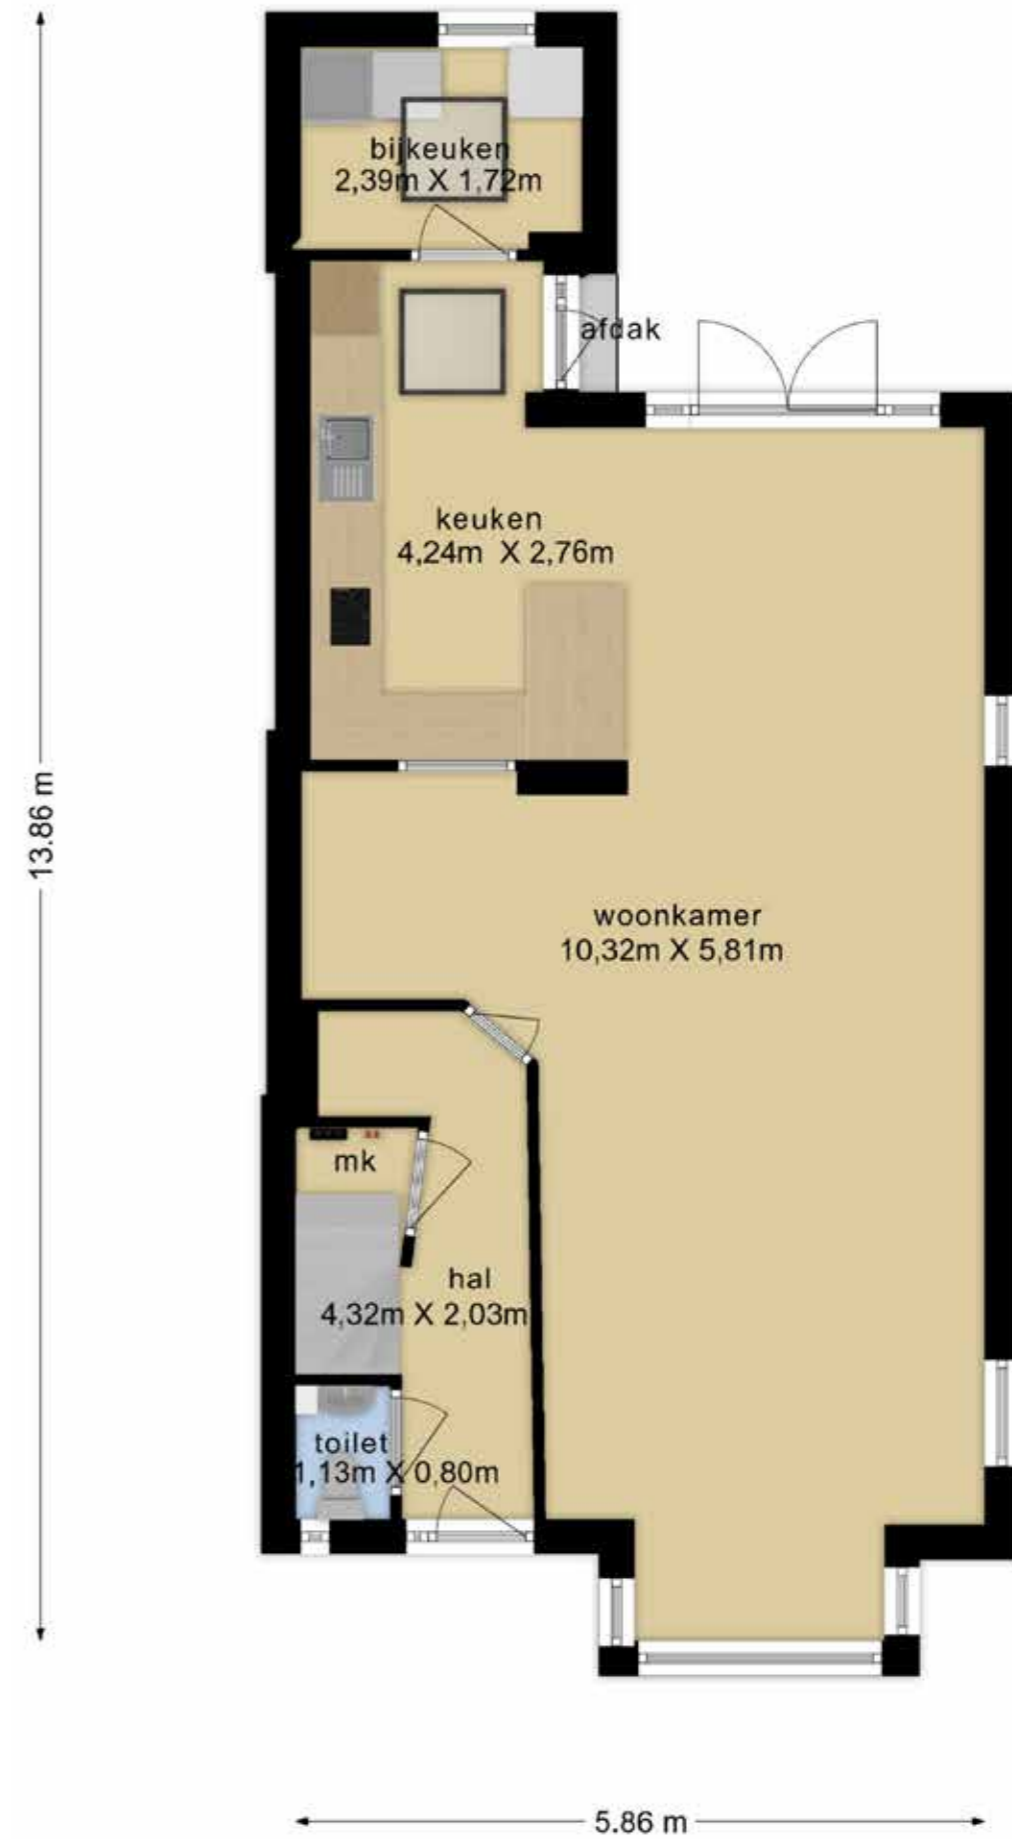 bijkeuken
2,39m X 1,72m
afdak
keuken
4,24m X 2,76m
13.86 m
woonkamer
10,32m X 5,81m
mk
hal
4,32m X 2,03m
toilet
1,13m X 0,80m
5.86 m